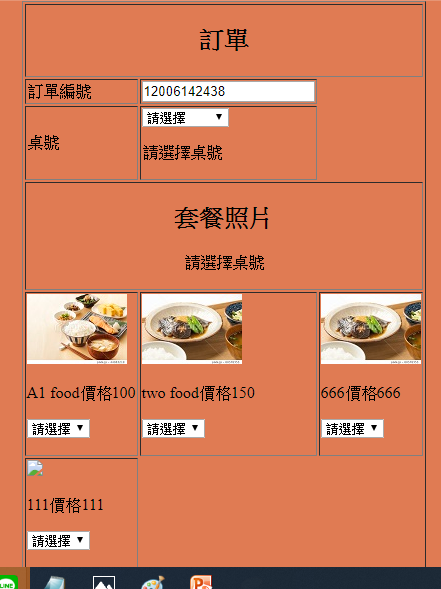 訂單
訂單編號 12006142438
桌號 請選擇
請選擇桌號
套餐照片
請選擇桌號
A1 food價格100 two food價格150 666價格666
請選擇 請選擇 請選擇
111價格111
請選擇
LINE